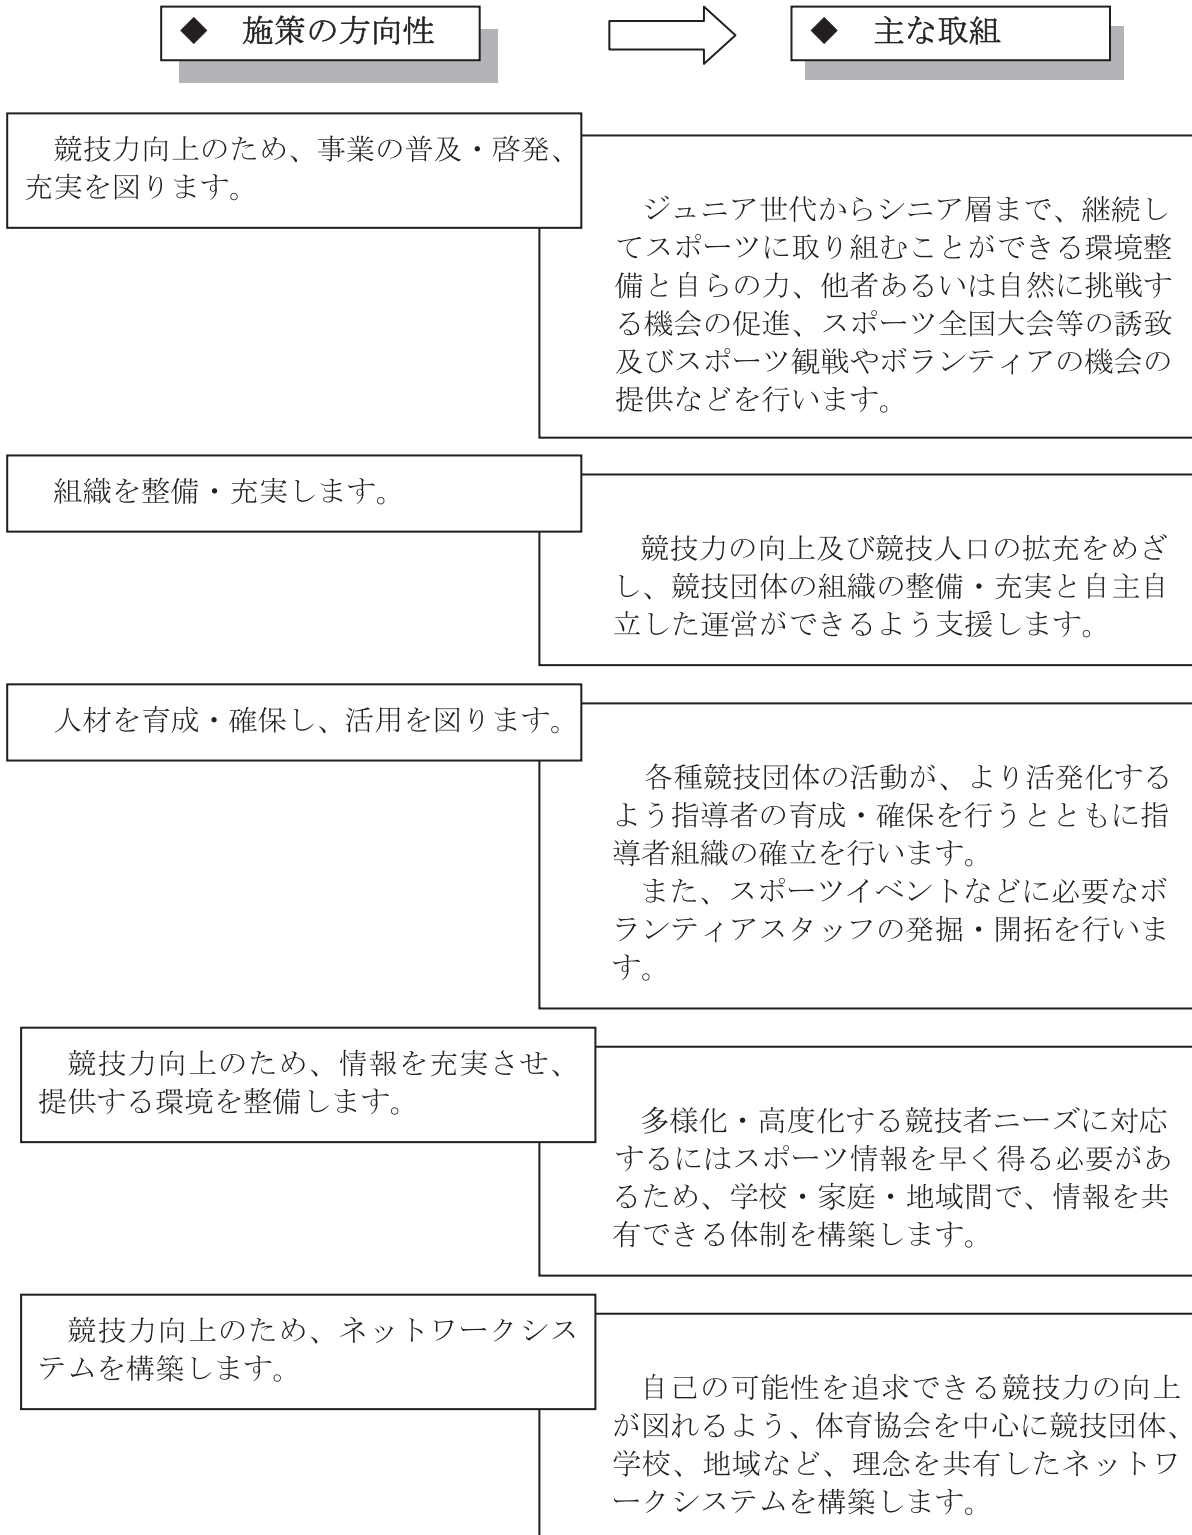 ◆ 施策の方向性
◆ 主な取組
競技力向上のため、事業の普及・啓発、
充実を図ります。
ジュニア世代からシニア層まで、継続し
てスポーツに取り組むことができる環境整
備と自らの力、他者あるいは自然に挑戦す
る機会の促進、スポーツ全国大会等の誘致
及びスポーツ観戦やボランティアの機会の
提供などを行います。
組織を整備・充実します。
競技力の向上及び競技人口の拡充をめざ
し、競技団体の組織の整備・充実と自主自
立した運営ができるよう支援します。
人材を育成・確保し、活用を図ります。
各種競技団体の活動が、より活発化する
よう指導者の育成・確保を行うとともに指
導者組織の確立を行います。
また、スポーツイベントなどに必要なボ
ランティアスタッフの発掘・開拓を行いま
す。
競技力向上のため、情報を充実させ、
提供する環境を整備します。
多様化・高度化する競技者ニーズに対応
するにはスポーツ情報を早く得る必要があ
るため、学校・家庭・地域間で、情報を共
有できる体制を構築します。
競技力向上のため、ネットワークシス
テムを構築します。
自己の可能性を追求できる競技力の向上
が図れるよう、体育協会を中心に競技団体、
学校、地域など、理念を共有したネットワ
ークシステムを構築します。